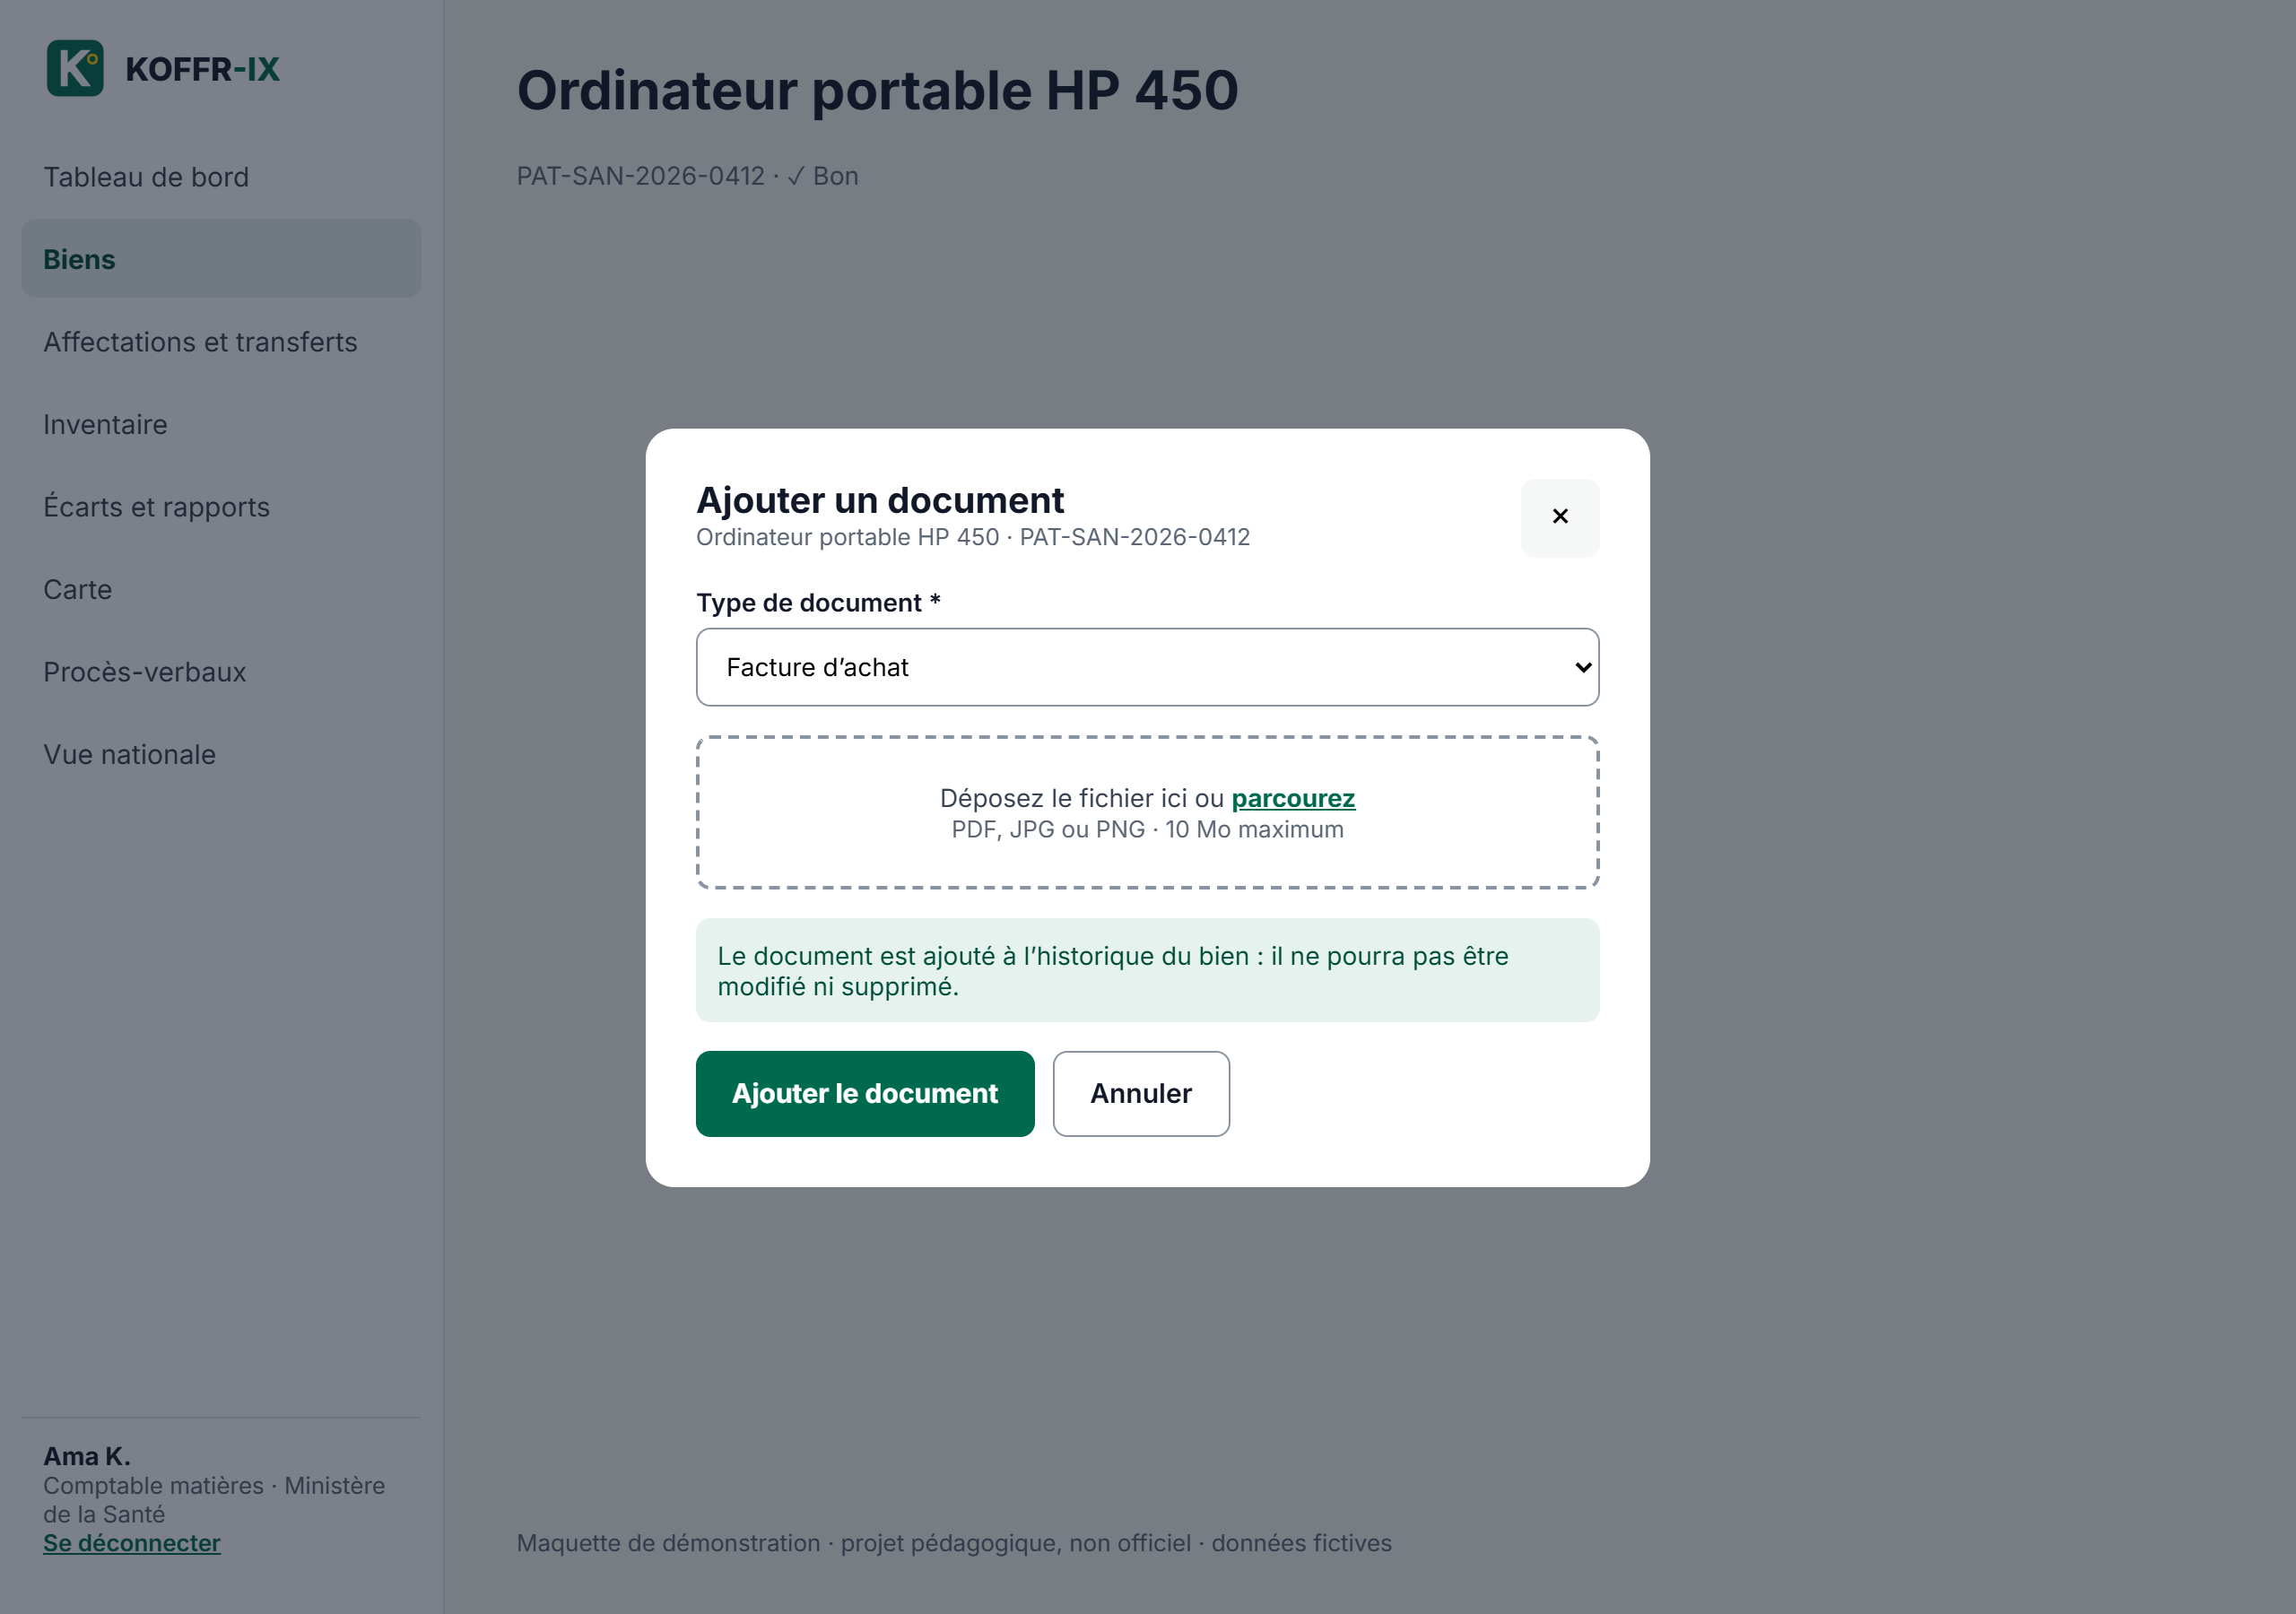 KOFFR-IX
Tableau de bord
Biens
Affectations et transferts
Inventaire
Écarts et rapports
Carte
Procès-verbaux
Vue nationale
Ama K.
Comptable matières · Ministère
de la Santé
Se déconnecter
Ordinateur portable HP 450
PAT-SAN-2026-0412 · ✓ Bon
Ajouter un document
Ordinateur portable HP 450 · PAT-SAN-2026-0412
×
Type de document *
Facture d’achat
Déposez le fichier ici ou parcourez
PDF, JPG ou PNG · 10 Mo maximum
Le document est ajouté à l’historique du bien : il ne pourra pas être
modifié ni supprimé.
Ajouter le document
Annuler
Maquette de démonstration · projet pédagogique, non officiel · données fictives